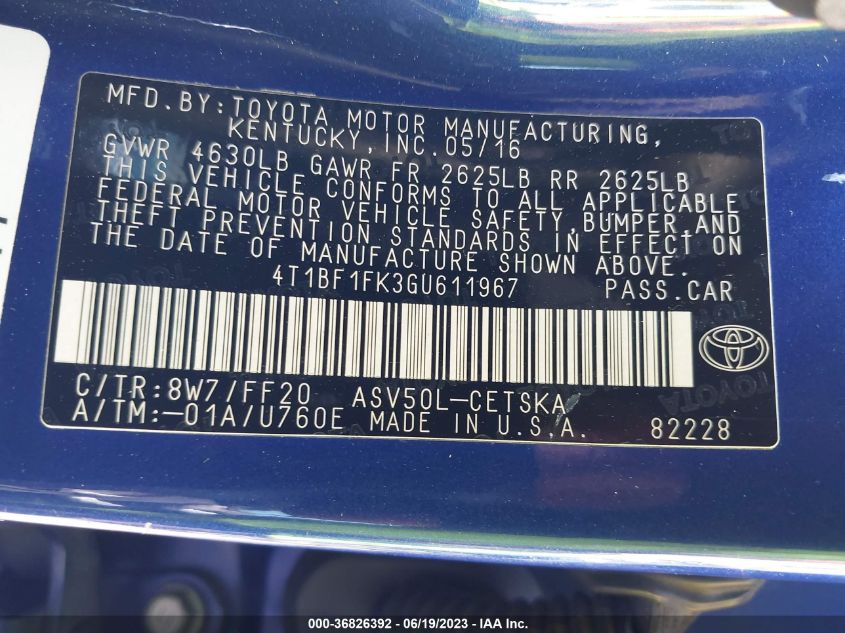 MFD.BY:TOYOTA MOTOR MANUFACTURING,
KENTUCKY, INC. 05/16
GVWR 4630LB GAWR FR 2625LB RR 2625LB
THIS VEHICLE CONFORMS TO ALL APPLICABLE
FEDERAL MOTOR VEHICLE SAFETY, BUMPER, AND
THEFT PREVENTION STANDARDS IN EFFECT ON
THE DATE OF MANUFACTURE SHOWN ABOVE.
4T1BF1FK3GU611967 PASS.CAR
C/TR:8W7/FF20 ASV50L-CETSKA
A/TM:-01A/U760E MADE IN U.S.A. 82228
000-36826392 - 06/19/2023 - IAA Inc.